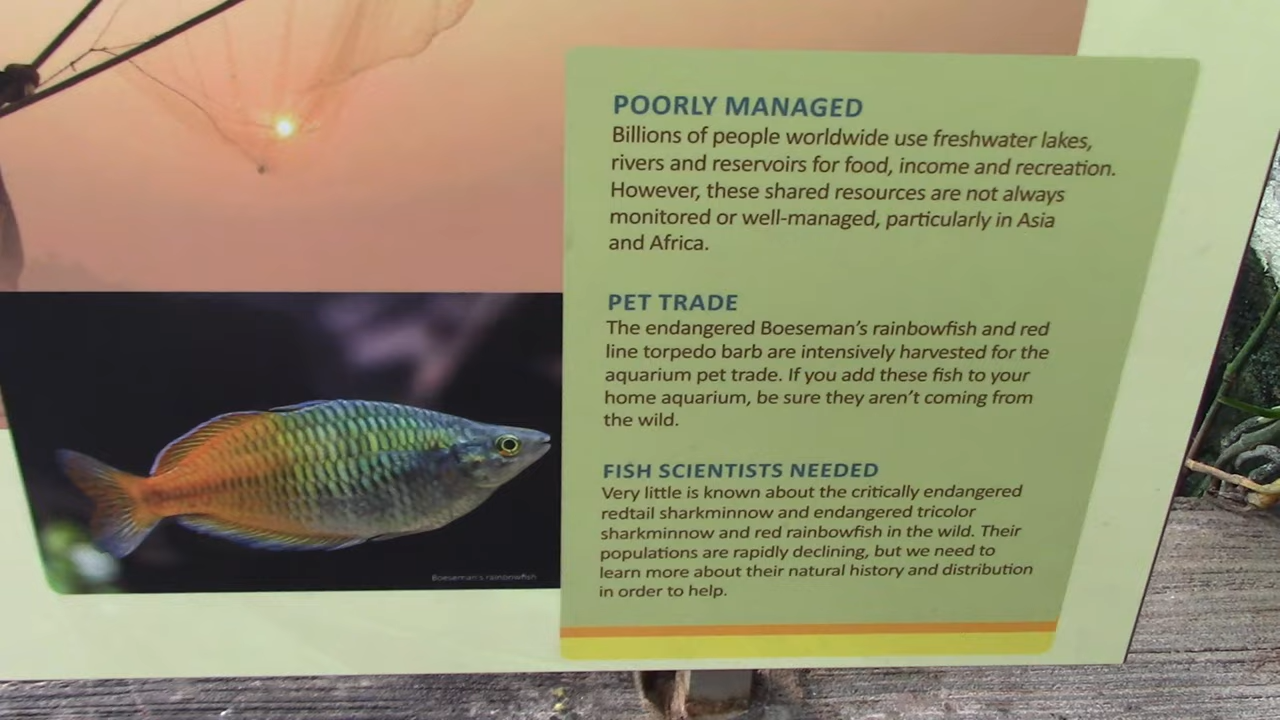 POORLY MANAGED
Billions of people worldwide use freshwater lakes,
rivers and reservoirs for food, income and recreation.
However, these shared resources are not always
monitored or well-managed, particularly in Asia
and Africa.
PET TRADE
The endangered Boeseman's rainbowfish and red
line torpedo barb are intensively harvested for the
aquarium pet trade. If you add these fish to your
home aquarium, be sure they aren't coming from
the wild.
FISH SCIENTISTS NEEDED
Very little is known about the critically endangered
redtail sharkminnow and endangered tricolor
sharkminnow and red rainbowfish in the wild. Their
populations are rapidly declining, but we need to
learn more about their natural history and distribution
in order to help.
Boeseman's rainbowfish